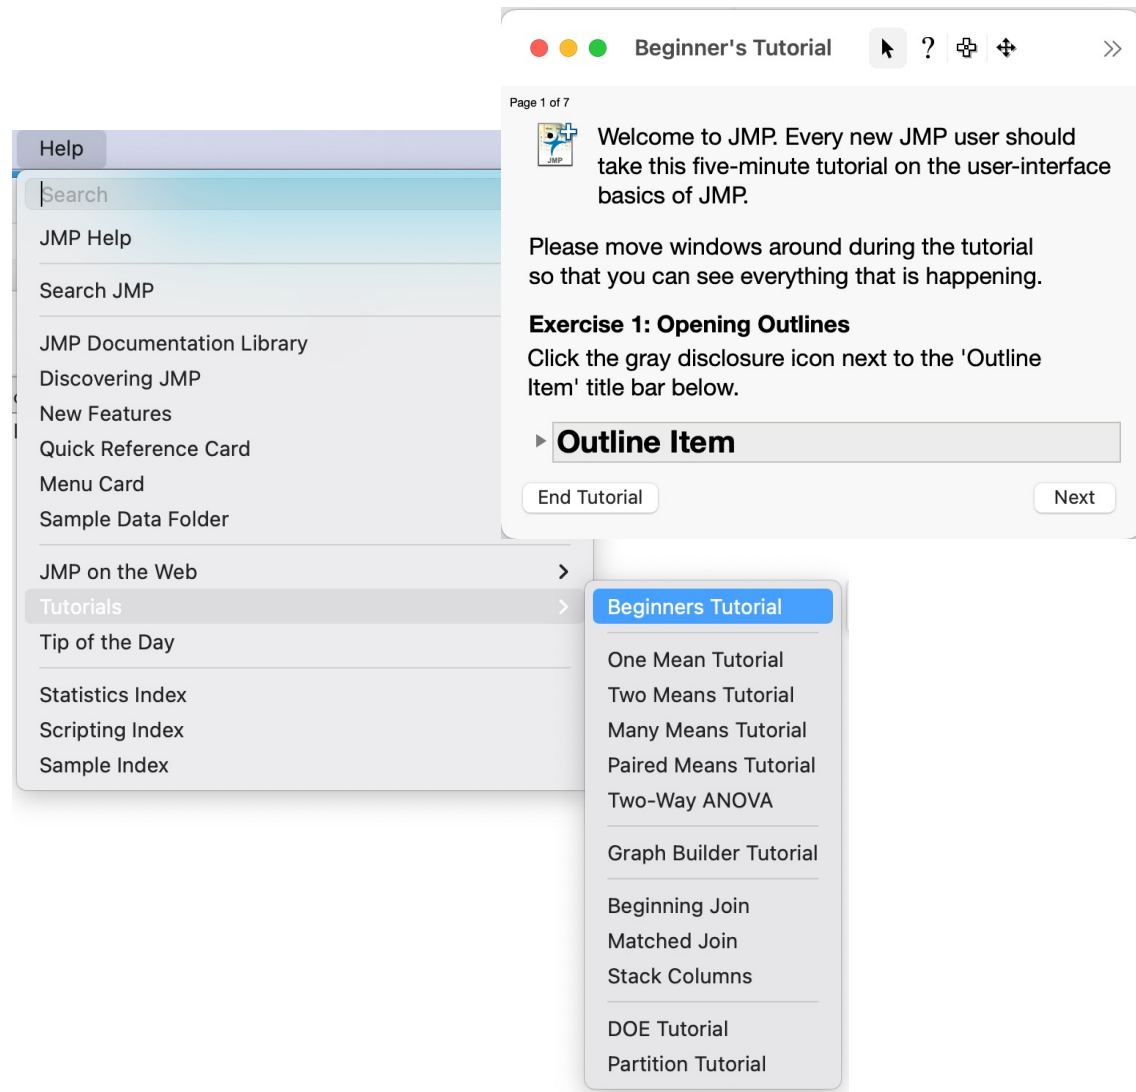 Beginner's Tutorial
?
Page 1 of 7
JMP
Welcome to JMP. Every new JMP user should
take this five-minute tutorial on the user-interface
basics of JMP.
Please move windows around during the tutorial
so that you can see everything that is happening.
Exercise 1: Opening Outlines
Click the gray disclosure icon next to the 'Outline
Item' title bar below.
Outline Item
End Tutorial
Next
Help
Search
JMP Help
Search JMP
JMP Documentation Library
Discovering JMP
New Features
Quick Reference Card
Menu Card
Sample Data Folder
JMP on the Web
Tutorials
Tip of the Day
Statistics Index
Scripting Index
Sample Index
Beginners Tutorial
One Mean Tutorial
Two Means Tutorial
Many Means Tutorial
Paired Means Tutorial
Two-Way ANOVA
Graph Builder Tutorial
Beginning Join
Matched Join
Stack Columns
DOE Tutorial
Partition Tutorial